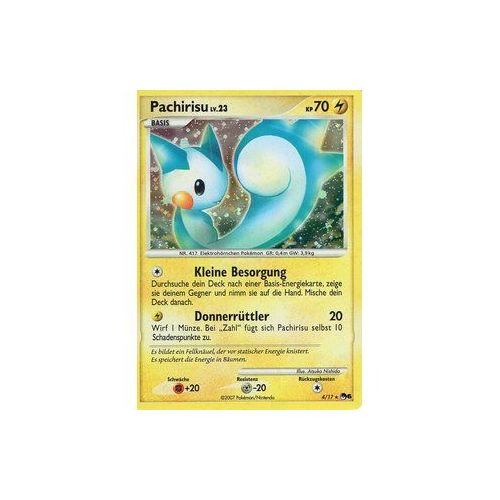 Pachirisu LV.23 KP 70
BASIS
NR. 417 Elektrohörnchen Pokémon GR: 0,4m GW: 3,9kg
Kleine Besorgung
Durchsuche dein Deck nach einer Basis-Energiekarte, zeige
sie deinem Gegner und nimm sie auf die Hand. Mische dein
Deck danach.
Donnerrüttler 20
Wirf 1 Münze. Bei „Zahl" fügt sich Pachirisu selbst 10
Schadenspunkte zu.
Es bildet ein Fellknäuel, der vor statischer Energie knistert.
Es speichert die Energie in Bäumen.
Schwäche Resistenz Rückzugskosten
+20 -20
Illus. Atsuko Nishida
©2007 Pokémon/Nintendo 4/17